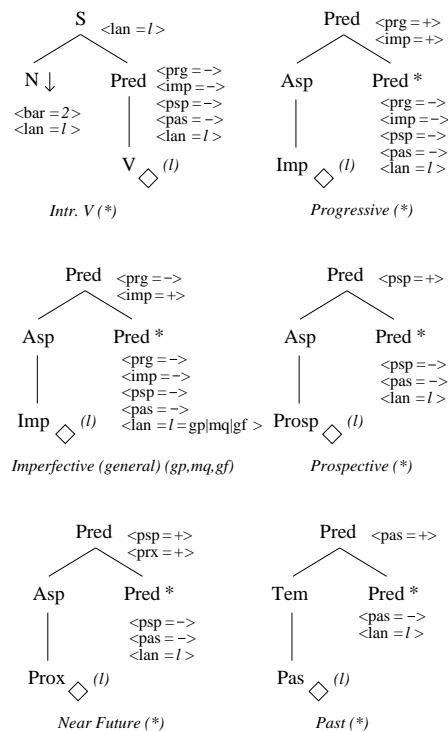 S
<lan = l >
N ↓
Pred
<bar = 2>
<lan = l >
<prg = −>
<imp = −>
<psp = −>
<pas = −>
<lan = l >
V ◇ (l)
Intr. V (*)
Pred
<prg = +>
<imp = +>
Asp
Pred *
<prg = −>
<imp = −>
<psp = −>
<pas = −>
<lan = l >
Imp ◇ (l)
Progressive (*)
Pred
<prg = −>
<imp = +>
Asp
Pred *
<prg = −>
<imp = −>
<psp = −>
<pas = −>
<lan = l = gp|mq|gf >
Imp ◇ (l)
Imperfective (general) (gp,mq,gf)
Pred
<psp = +>
Asp
Pred *
<psp = −>
<pas = −>
<lan = l >
Prosp ◇ (l)
Prospective (*)
Pred
<psp = +>
<prx = +>
Asp
Pred *
<psp = −>
<pas = −>
<lan = l >
Prox ◇ (l)
Near Future (*)
Pred
<pas = +>
Tem
Pred *
<pas = −>
<lan = l >
Pas ◇ (l)
Past (*)